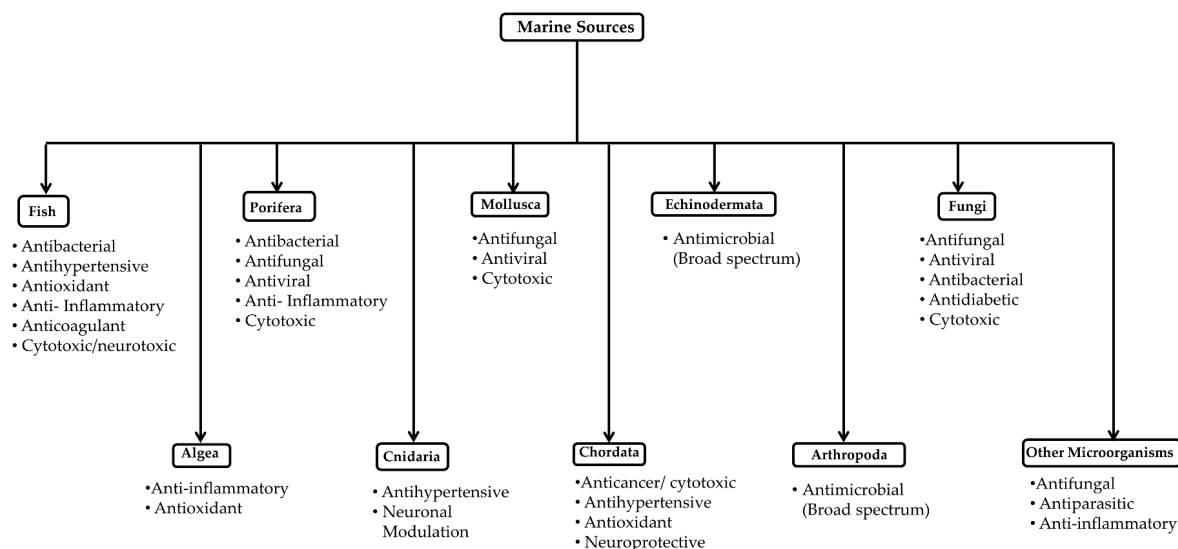 Marine Sources
Fish
• Antibacterial
• Antihypertensive
• Antioxidant
• Anti- Inflammatory
• Anticoagulant
• Cytotoxic/neurotoxic
Porifera
• Antibacterial
• Antifungal
• Antiviral
• Anti- Inflammatory
• Cytotoxic
Mollusca
•Antifungal
• Antiviral
• Cytotoxic
Echinodermata
• Antimicrobial
(Broad spectrum)
Fungi
•Antifungal
• Antiviral
• Antibacterial
• Antidiabetic
• Cytotoxic
Algea
•Anti-inflammatory
• Antioxidant
Cnidaria
• Antihypertensive
• Neuronal
Modulation
Chordata
•Anticancer/ cytotoxic
• Antihypertensive
• Antioxidant
• Neuroprotective
Arthropoda
• Antimicrobial
(Broad spectrum)
Other Microorganisms
• Antifungal
• Antiparasitic
• Anti-inflammatory